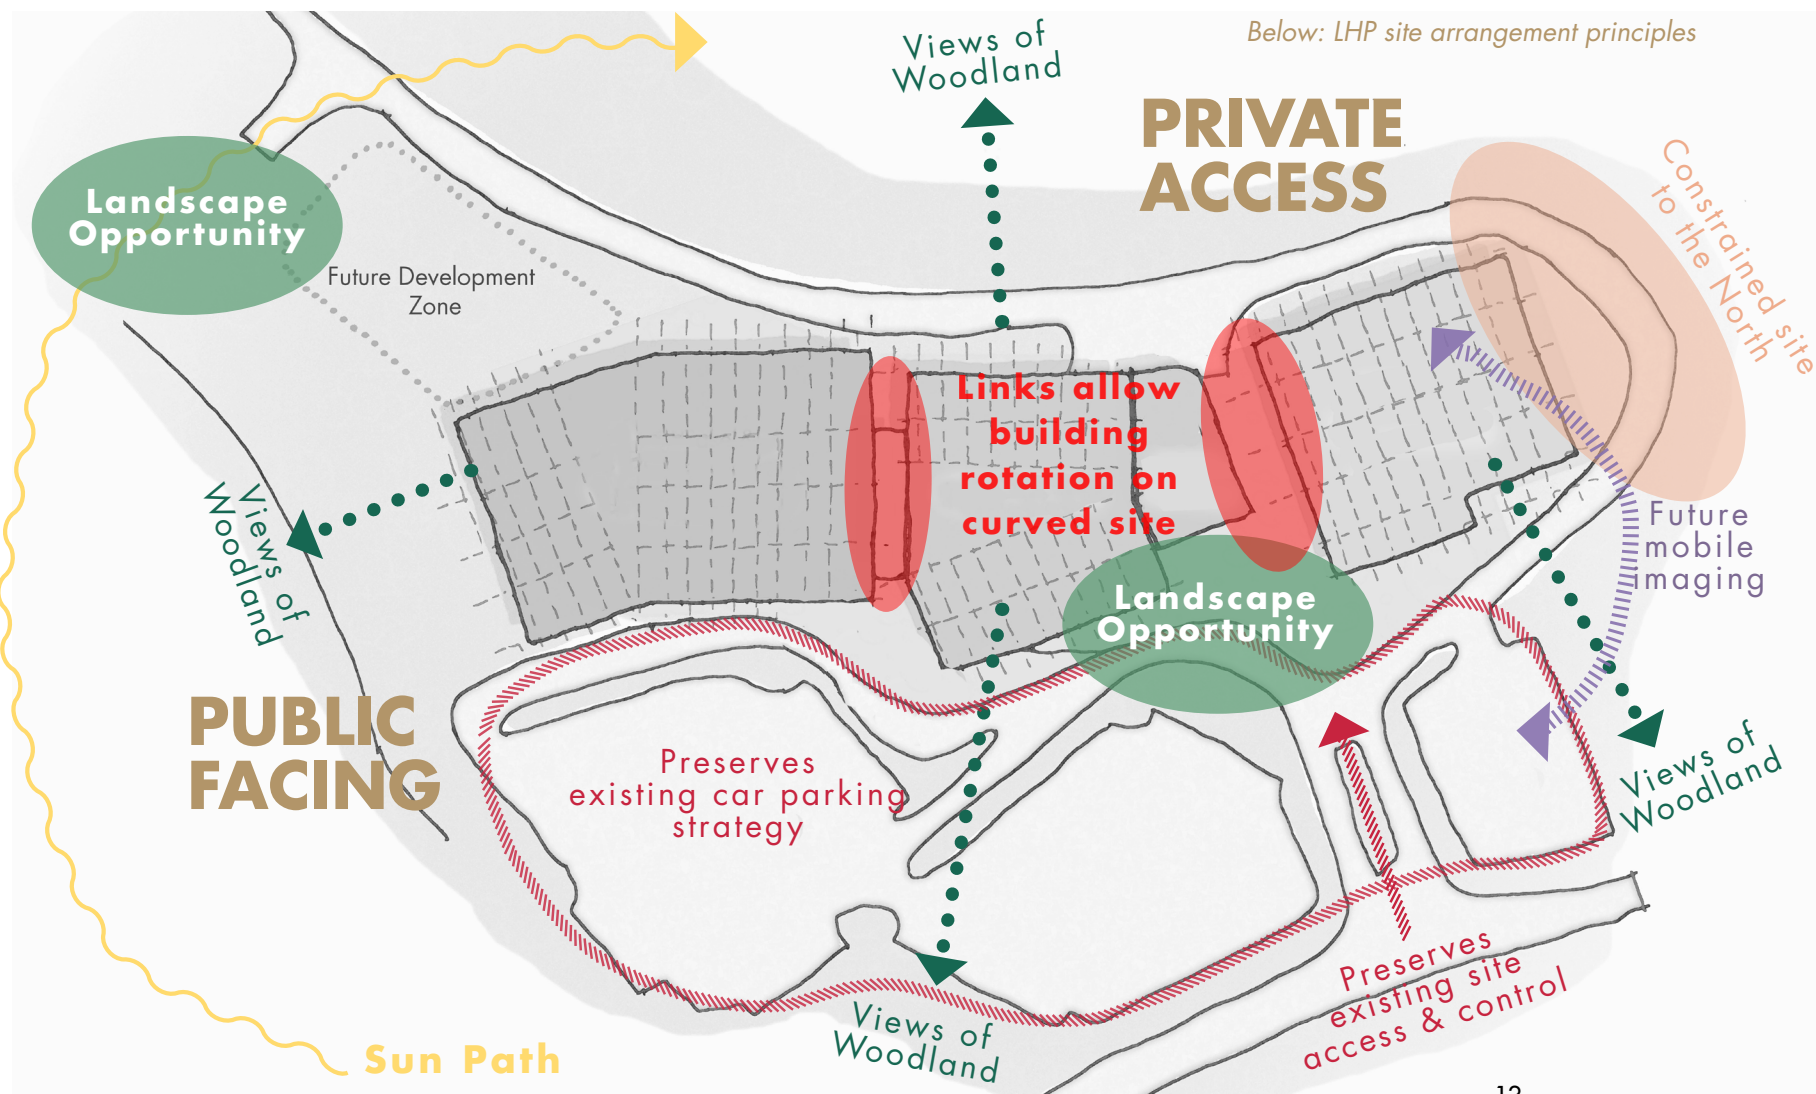 Below: LHP site arrangement principles
Views of
Woodland
PRIVATE
ACCESS
Constrained site
to the North
Landscape
Opportunity
Future Development
Zone
Links allow
building
rotation on
curved site
Views of
Woodland
Future
mobile
imaging
Landscape
Opportunity
PUBLIC
FACING
Preserves
existing car parking
strategy
Views of
Woodland
Preserves
existing site
access & control
Views of
Woodland
Sun Path